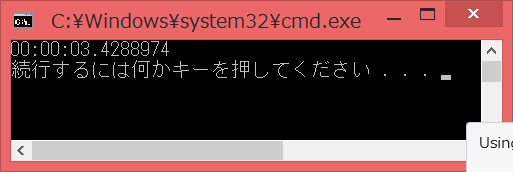 C:¥Windows¥system32¥cmd.exe
00:00:03.4288974
続行するには何かキーを押してください . . .
Using